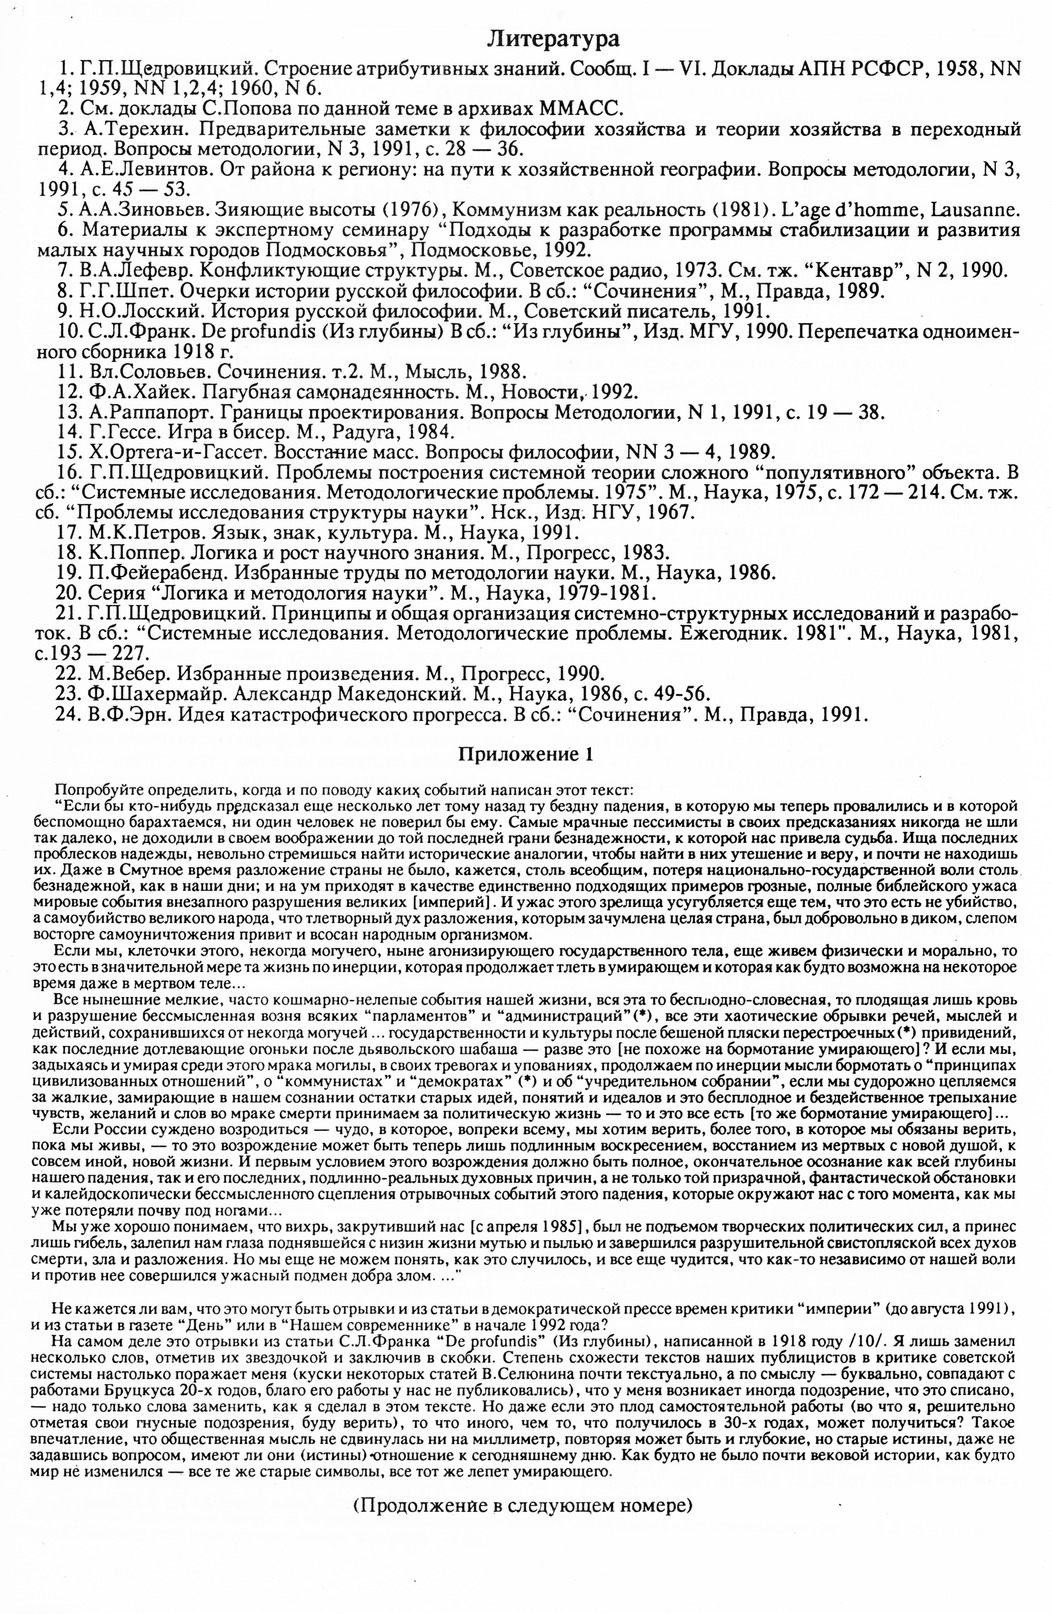 Литература
1. Г.П.Щедровицкий. Строение атрибутивных знаний. Сообщ. I — VI. Доклады АПН РСФСР, 1958, NN
1,4; 1959, NN 1,2,4; 1960, N 6.
2. См. доклады С.Попова по данной теме в архивах ММАСС.
3. А.Терехин. Предварительные заметки к философии хозяйства и теории хозяйства в переходный
период. Вопросы методологии, N 3, 1991, с. 28 — 36.
4. А.Е.Левинтов. От района к региону: на пути к хозяйственной географии. Вопросы методологии, N 3,
1991, с. 45 — 53.
5. А.А.Зиновьев. Зияющие высоты (1976), Коммунизм как реальность (1981). L'age d'homme, Lausanne.
6. Материалы к экспертному семинару “Подходы к разработке программы стабилизации и развития
малых научных городов Подмосковья”, Подмосковье, 1992.
7. В.А.Лефевр. Конфликтующие структуры. М., Советское радио, 1973. См. тж. “Кентавр”, N 2, 1990.
8. Г.Г.Шпет. Очерки истории русской философии. В сб.: “Сочинения”, М., Правда, 1989.
9. Н.О.Лосский. История русской философии. М., Советский писатель, 1991.
10. С.Л.Франк. De profundis (Из глубины) В сб.: “Из глубины”, Изд. МГУ, 1990. Перепечатка одноимен-
ного сборника 1918 г.
11. Вл.Соловьев. Сочинения. т.2. М., Мысль, 1988.
12. Ф.А.Хайек. Пагубная самонадеянность. М., Новости, 1992.
13. А.Раппапорт. Границы проектирования. Вопросы Методологии, N 1, 1991, с. 19 — 38.
14. Г.Гессе. Игра в бисер. М., Радуга, 1984.
15. Х.Ортега-и-Гассет. Восстание масс. Вопросы философии, NN 3 — 4, 1989.
16. Г.П.Щедровицкий. Проблемы построения системной теории сложного “популятивного” объекта. В
сб.: “Системные исследования. Методологические проблемы. 1975”. М., Наука, 1975, с. 172 — 214. См. тж.
сб. “Проблемы исследования структуры науки”. Нск., Изд. НГУ, 1967.
17. М.К.Петров. Язык, знак, культура. М., Наука, 1991.
18. К.Поппер. Логика и рост научного знания. М., Прогресс, 1983.
19. П.Фейерабенд. Избранные труды по методологии науки. М., Наука, 1986.
20. Серия “Логика и методология науки”. М., Наука, 1979-1981.
21. Г.П.Щедровицкий. Принципы и общая организация системно-структурных исследований и разрабо-
ток. В сб.: “Системные исследования. Методологические проблемы. Ежегодник. 1981". М., Наука, 1981,
с.193 — 227.
22. М.Вебер. Избранные произведения. М., Прогресс, 1990.
23. Ф.Шахермайр. Александр Македонский. М., Наука, 1986, с. 49-56.
24. В.Ф.Эрн. Идея катастрофического прогресса. В сб.: “Сочинения”. М., Правда, 1991.
Приложение 1
Попробуйте определить, когда и по поводу каких событий написан этот текст:
“Если бы кто-нибудь предсказал еще несколько лет тому назад ту бездну падения, в которую мы теперь провалились и в которой
беспомощно барахтаемся, ни один человек не поверил бы ему. Самые мрачные пессимисты в своих предсказаниях никогда не шли
так далеко, не доходили в своем воображении до той последней грани безнадежности, к которой нас привела судьба. Ища последних
проблесков надежды, невольно стремишься найти исторические аналогии, чтобы найти в них утешение и веру, и почти не находишь
их. Даже в Смутное время разложение страны не было, кажется, столь всеобщим, потеря национально-государственной воли столь
безнадежной, как в наши дни; и на ум приходят в качестве единственно подходящих примеров грозные, полные библейского ужаса
мировые события внезапного разрушения великих [империй]. И ужас этого зрелища усугубляется еще тем, что это есть не убийство,
а самоубийство великого народа, что тлетворный дух разложения, которым зачумлена целая страна, был добровольно в диком, слепом
восторге самоуничтожения привит и всосан народным организмом.
Если мы, клеточки этого, некогда могучего, ныне агонизирующего государственного тела, еще живем физически и морально, то
это есть в значительной мере та жизнь по инерции, которая продолжает тлеть в умирающем и которая как будто возможна на некоторое
время даже в мертвом теле...
Все нынешние мелкие, часто кошмарно-нелепые события нашей жизни, вся эта то бесплодно-словесная, то плодящая лишь кровь
и разрушение бессмысленная возня всяких “парламентов” и “администраций”(*), все эти хаотические обрывки речей, мыслей и
действий, сохранившихся от некогда могучей ... государственности и культуры после бешеной пляски перестроечных(*) привидений,
как последние дотлевающие огоньки после дьявольского шабаша — разве это [не похоже на бормотание умирающего]? И если мы,
задыхаясь и умирая среди этого мрака могилы, в своих тревогах и упованиях, продолжаем по инерции мысли бормотать о “принципах
цивилизованных отношений”, о “коммунистах” и “демократах” (*) и об “учредительном собрании”, если мы судорожно цепляемся
за жалкие, замирающие в нашем сознании остатки старых идей, понятий и идеалов и это бесплодное и бездейственное трепыхание
чувств, желаний и слов во мраке смерти принимаем за политическую жизнь — то и это все есть [то же бормотание умирающего]...
Если России суждено возродиться — чудо, в которое, вопреки всему, мы хотим верить, более того, в которое мы обязаны верить,
пока мы живы, — то это возрождение может быть теперь лишь подлинным воскресением, восстанием из мертвых с новой душой, к
совсем иной, новой жизни. И первым условием этого возрождения должно быть полное, окончательное осознание как всей глубины
нашего падения, так и его последних, подлинно-реальных духовных причин, а не только той призрачной, фантастической обстановки
и калейдоскопически бессмысленного сцепления отрывочных событий этого падения, которые окружают нас с того момента, как мы
уже потеряли почву под ногами...
Мы уже хорошо понимаем, что вихрь, закрутивший нас [с апреля 1985], был не подъемом творческих политических сил, а принес
лишь гибель, залепил нам глаза поднявшейся с низин жизни мутью и пылью и завершился разрушительной свистопляской всех духов
смерти, зла и разложения. Но мы еще не можем понять, как это случилось, и все еще чудится, что как-то независимо от нашей воли
и против нее совершился ужасный подмен добра злом. ..."
Не кажется ли вам, что это могут быть отрывки и из статьи в демократической прессе времен критики “империи” (до августа 1991),
и из статьи в газете “День” или в “Нашем современнике” в начале 1992 года?
На самом деле это отрывки из статьи С.Л.Франка “De profundis” (Из глубины), написанной в 1918 году /10/. Я лишь заменил
несколько слов, отметив их звездочкой и заключив в скобки. Степень схожести текстов наших публицистов в критике советской
системы настолько поражает меня (куски некоторых статей В.Селюнина почти текстуально, а по смыслу — буквально, совпадают с
работами Бруцкуса 20-х годов, благо его работы у нас не публиковались), что у меня возникает иногда подозрение, что это списано,
— надо только слова заменить, как я сделал в этом тексте. Но даже если это плод самостоятельной работы (во что я, решительно
отметая свои гнусные подозрения, буду верить), то что иного, чем то, что получилось в 30-х годах, может получиться? Такое
впечатление, что общественная мысль не сдвинулась ни на миллиметр, повторяя может быть и глубокие, но старые истины, даже не
задавшись вопросом, имеют ли они (истины) отношение к сегодняшнему дню. Как будто не было почти вековой истории, как будто
мир не изменился — все те же старые символы, все тот же лепет умирающего.
(Продолжение в следующем номере)